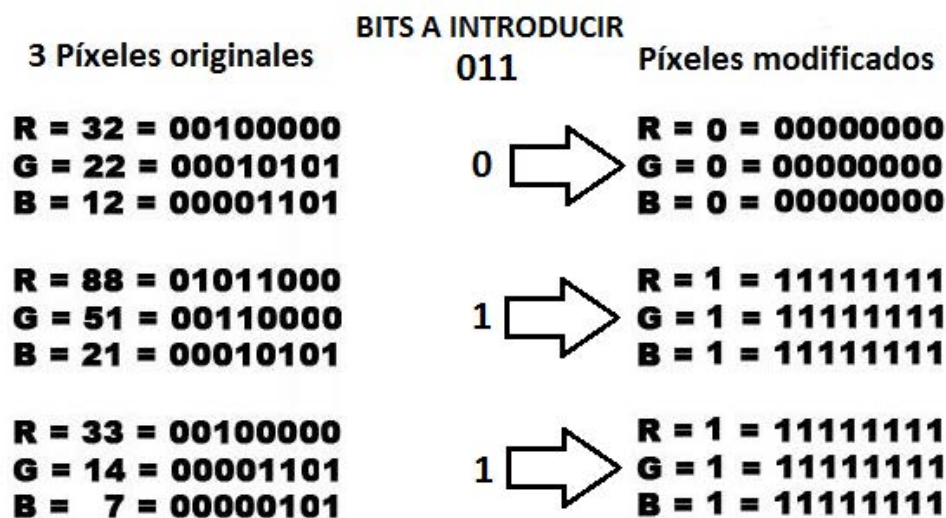 BITS A INTRODUCIR
3 Píxeles originales
011
Píxeles modificados
R = 32 = 00100000
G = 22 = 00010101
B = 12 = 00001101
0
R = 0 = 00000000
G = 0 = 00000000
B = 0 = 00000000
R = 88 = 01011000
G = 51 = 00110000
B = 21 = 00010101
1
R = 1 = 11111111
G = 1 = 11111111
B = 1 = 11111111
R = 33 = 00100000
G = 14 = 00001101
B = 7 = 00000101
1
R = 1 = 11111111
G = 1 = 11111111
B = 1 = 11111111